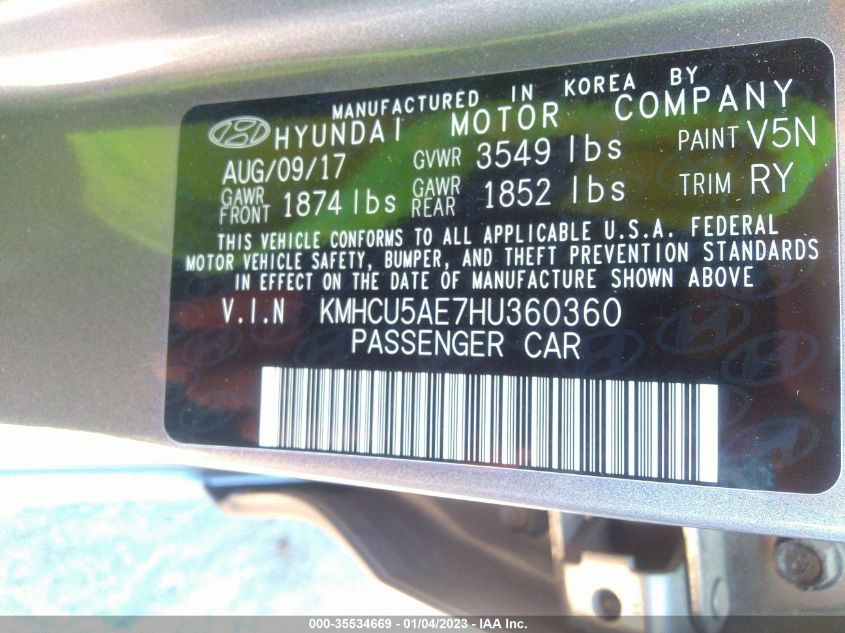 MANUFACTURED IN KOREA BY
HYUNDAI MOTOR COMPANY
AUG/09/17 GVWR 3549 lbs PAINT V5N
GAWR FRONT 1874 lbs GAWR REAR 1852 lbs TRIM RY
THIS VEHICLE CONFORMS TO ALL APPLICABLE U.S.A. FEDERAL
MOTOR VEHICLE SAFETY, BUMPER, AND THEFT PREVENTION STANDARDS
IN EFFECT ON THE DATE OF MANUFACTURE SHOWN ABOVE
V.I.N KMHCU5AE7HU360360
PASSENGER CAR
000-35534669 - 01/04/2023 - IAA Inc.